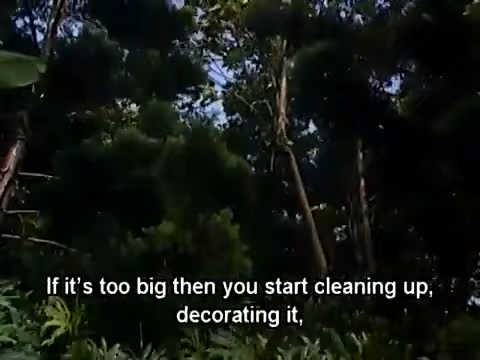 If it's too big then you start cleaning up,
decorating it,